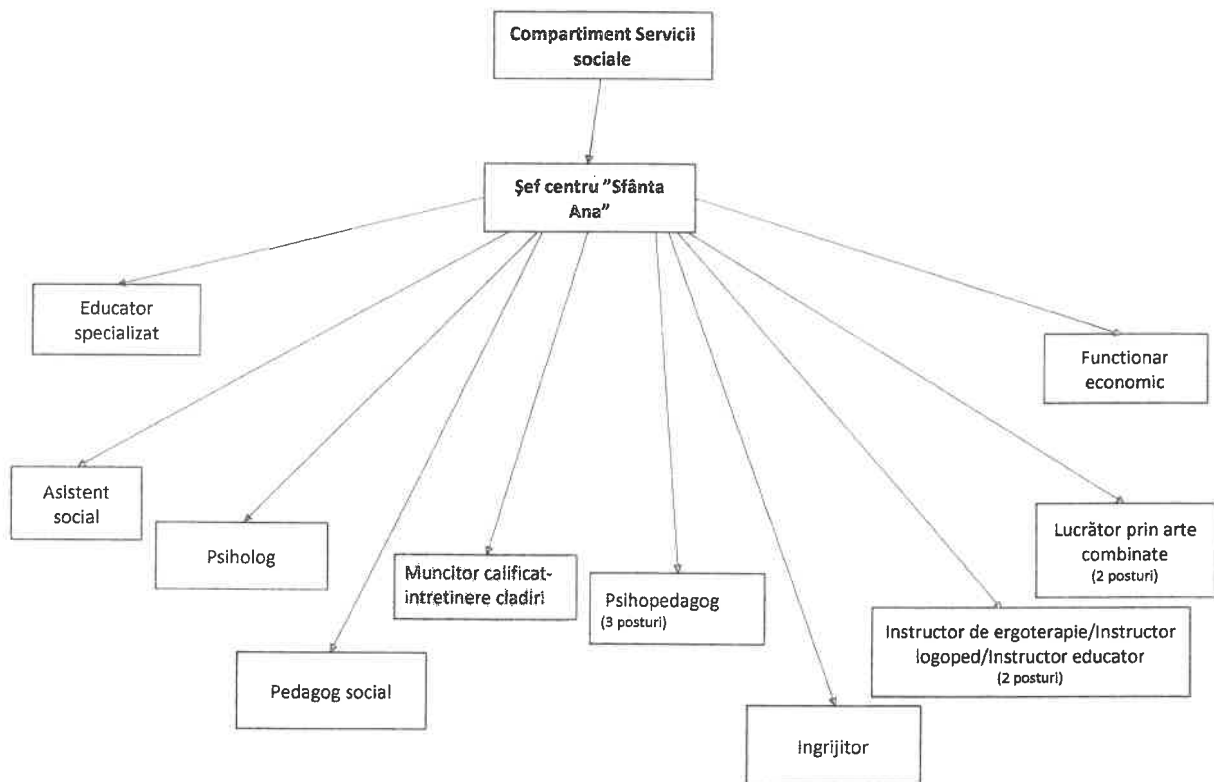 Compartiment Servicii
sociale
Şef centru ”Sfânta
Ana”
Educator
specializat
Functionar
economic
Asistent
social
Psiholog
Muncitor calificat-
intretinere cladiri
Psihopedagog
(3 posturi)
Lucrător prin arte
combinate
(2 posturi)
Instructor de ergoterapie/Instructor
logoped/Instructor educator
(2 posturi)
Pedagog social
Ingrijitor